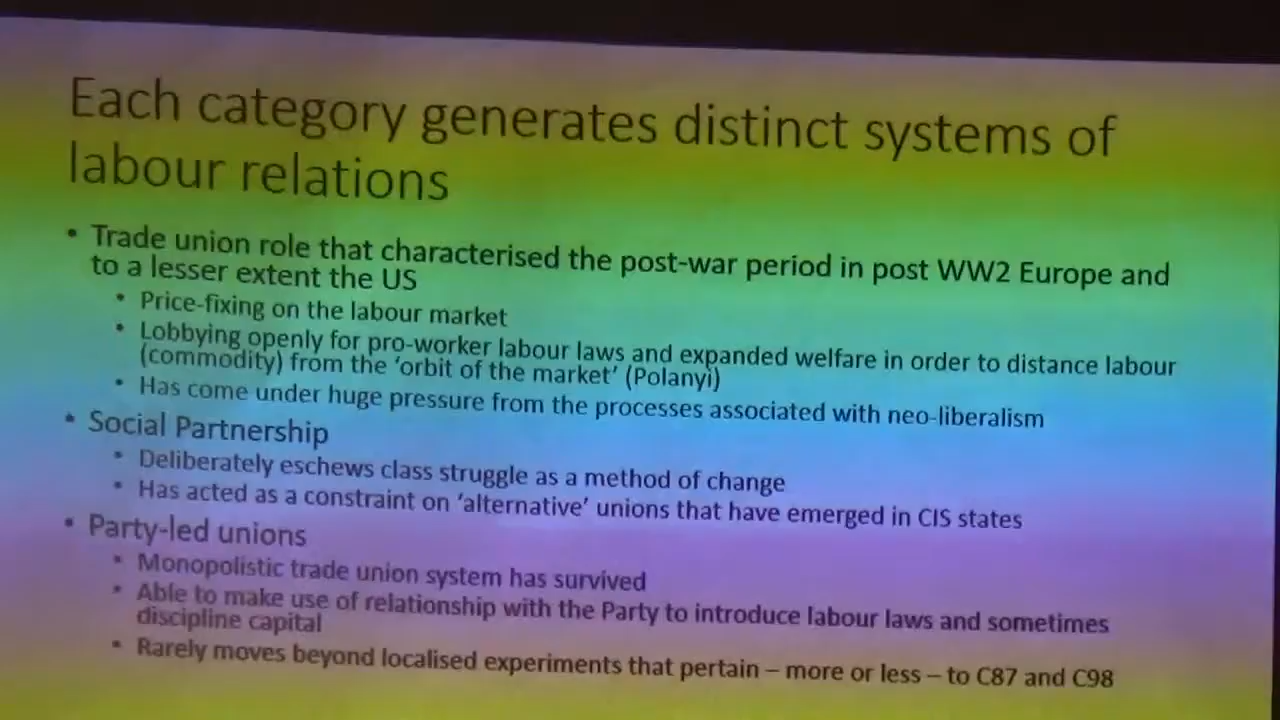 Each category generates distinct systems of
labour relations
• Trade union role that characterised the post-war period in post WW2 Europe and
to a lesser extent the US
• Price-fixing on the labour market
• Lobbying openly for pro-worker labour laws and expanded welfare in order to distance labour
(commodity) from the ‘orbit of the market’ (Polanyi)
• Has come under huge pressure from the processes associated with neo-liberalism
• Social Partnership
• Deliberately eschews class struggle as a method of change
• Has acted as a constraint on ‘alternative’ unions that have emerged in CIS states
• Party-led unions
• Monopolistic trade union system has survived
• Able to make use of relationship with the Party to introduce labour laws and sometimes
discipline capital
• Rarely moves beyond localised experiments that pertain – more or less – to C87 and C98